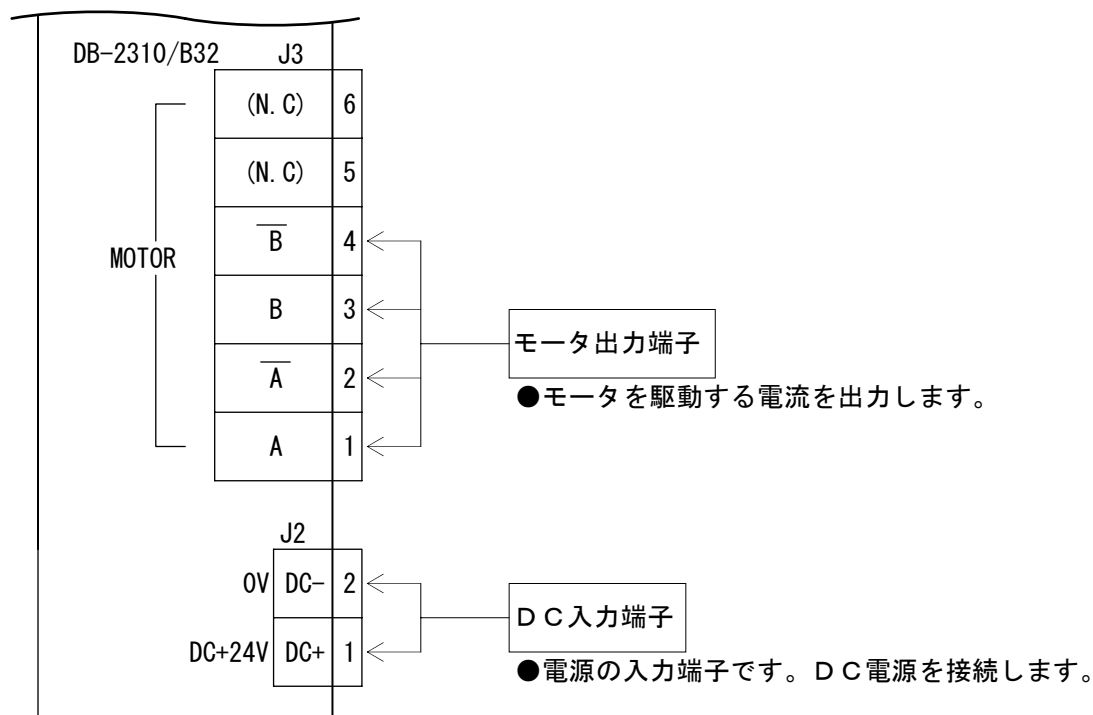 DB-2310/B32 J3
(N.C) 6
(N.C) 5
B̅ 4
MOTOR
B 3
モータ出力端子
A̅ 2
●モータを駆動する電流を出力します。
A 1
J2
0V DC- 2
DC入力端子
DC+24V DC+ 1
●電源の入力端子です。DC電源を接続します。